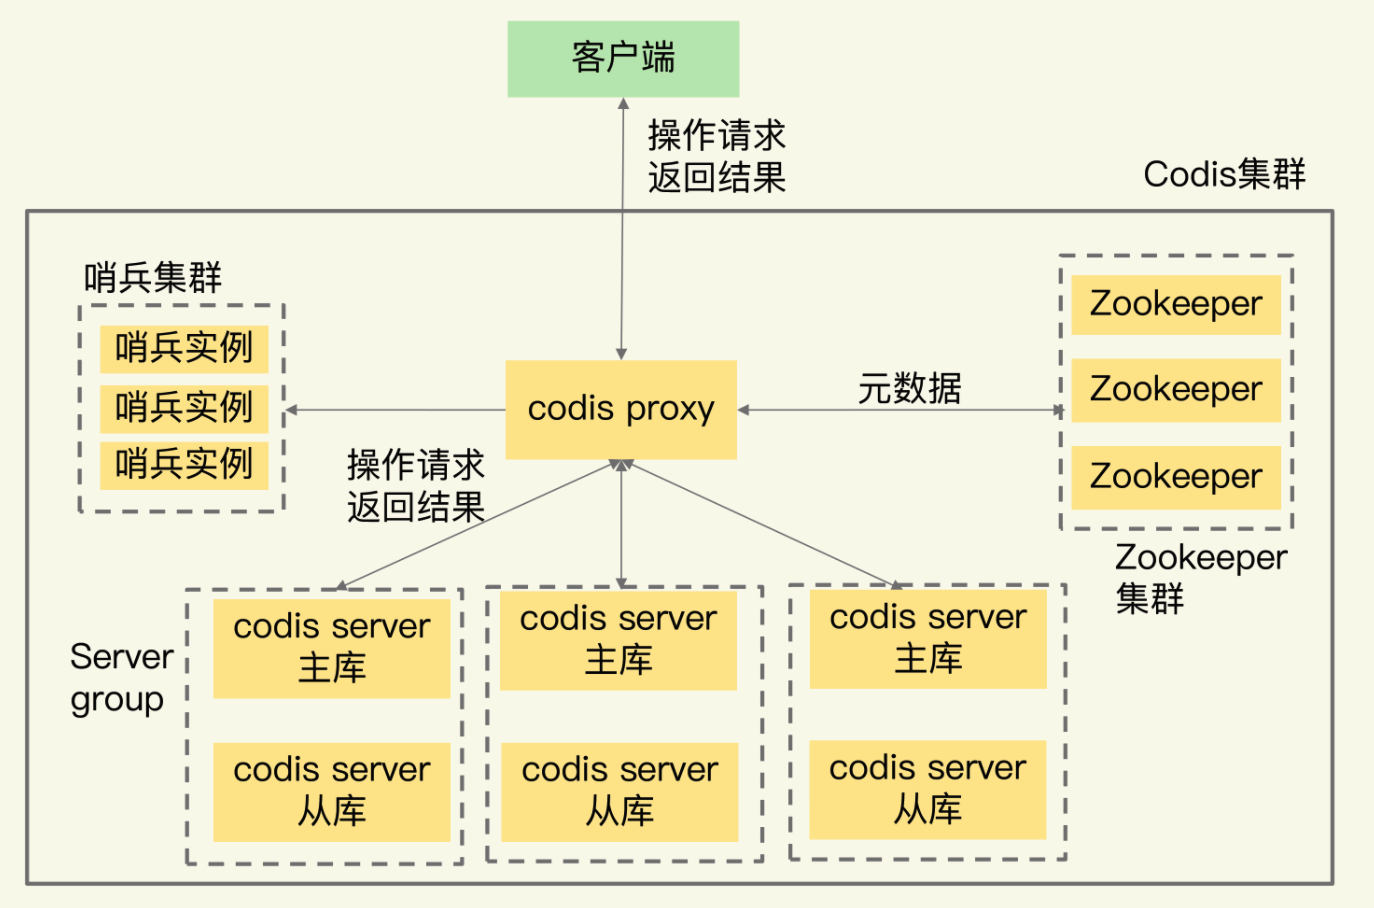 客户端
操作请求
返回结果
Codis集群
哨兵集群
哨兵实例
哨兵实例
哨兵实例
codis proxy
元数据
Zookeeper
Zookeeper
Zookeeper
Zookeeper
集群
操作请求
返回结果
Server
group
codis server
主库
codis server
从库
codis server
主库
codis server
从库
codis server
主库
codis server
从库